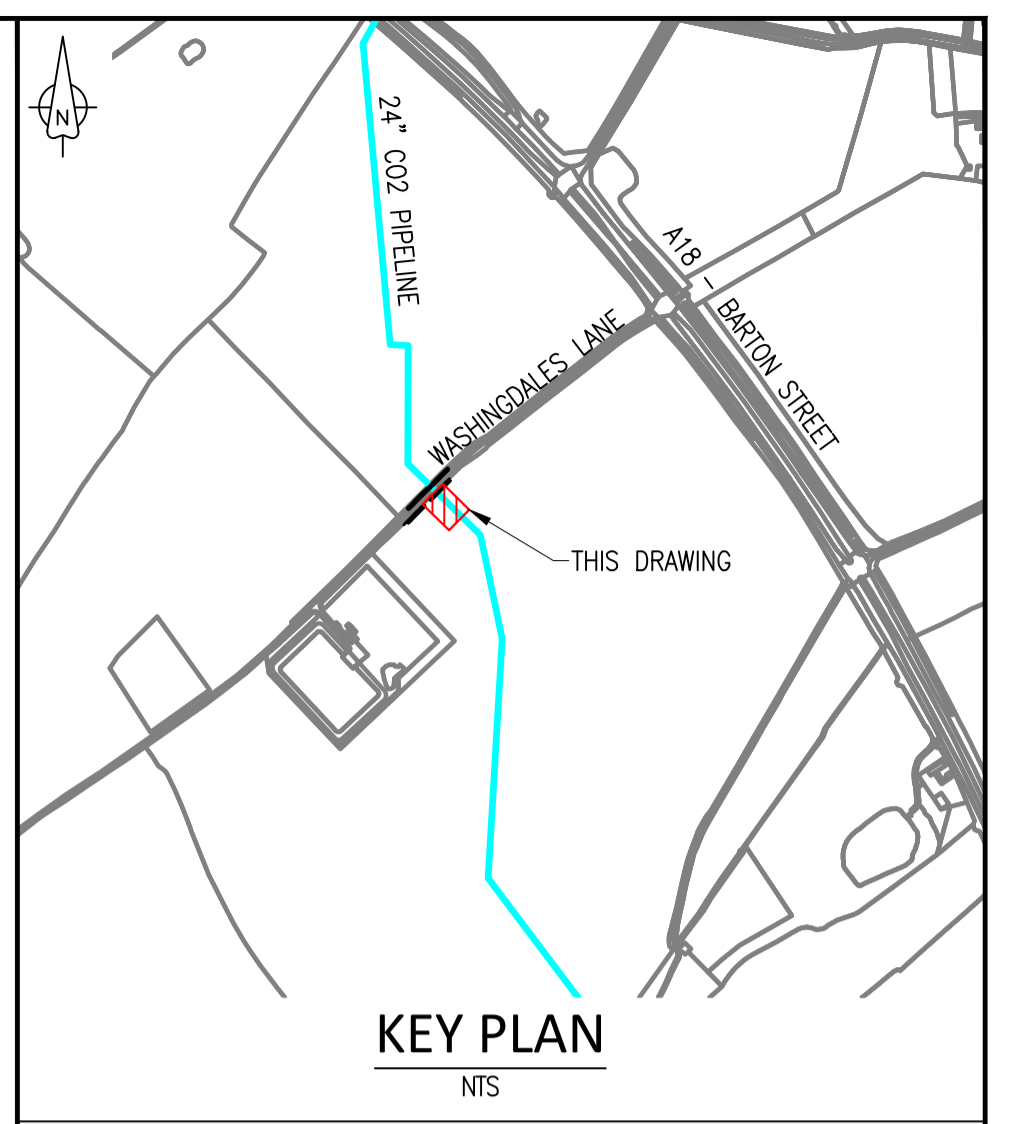 N
24" CO2 PIPELINE
A18 - BARTON STREET
WASHINGDALES LANE
THIS DRAWING
KEY PLAN
NTS